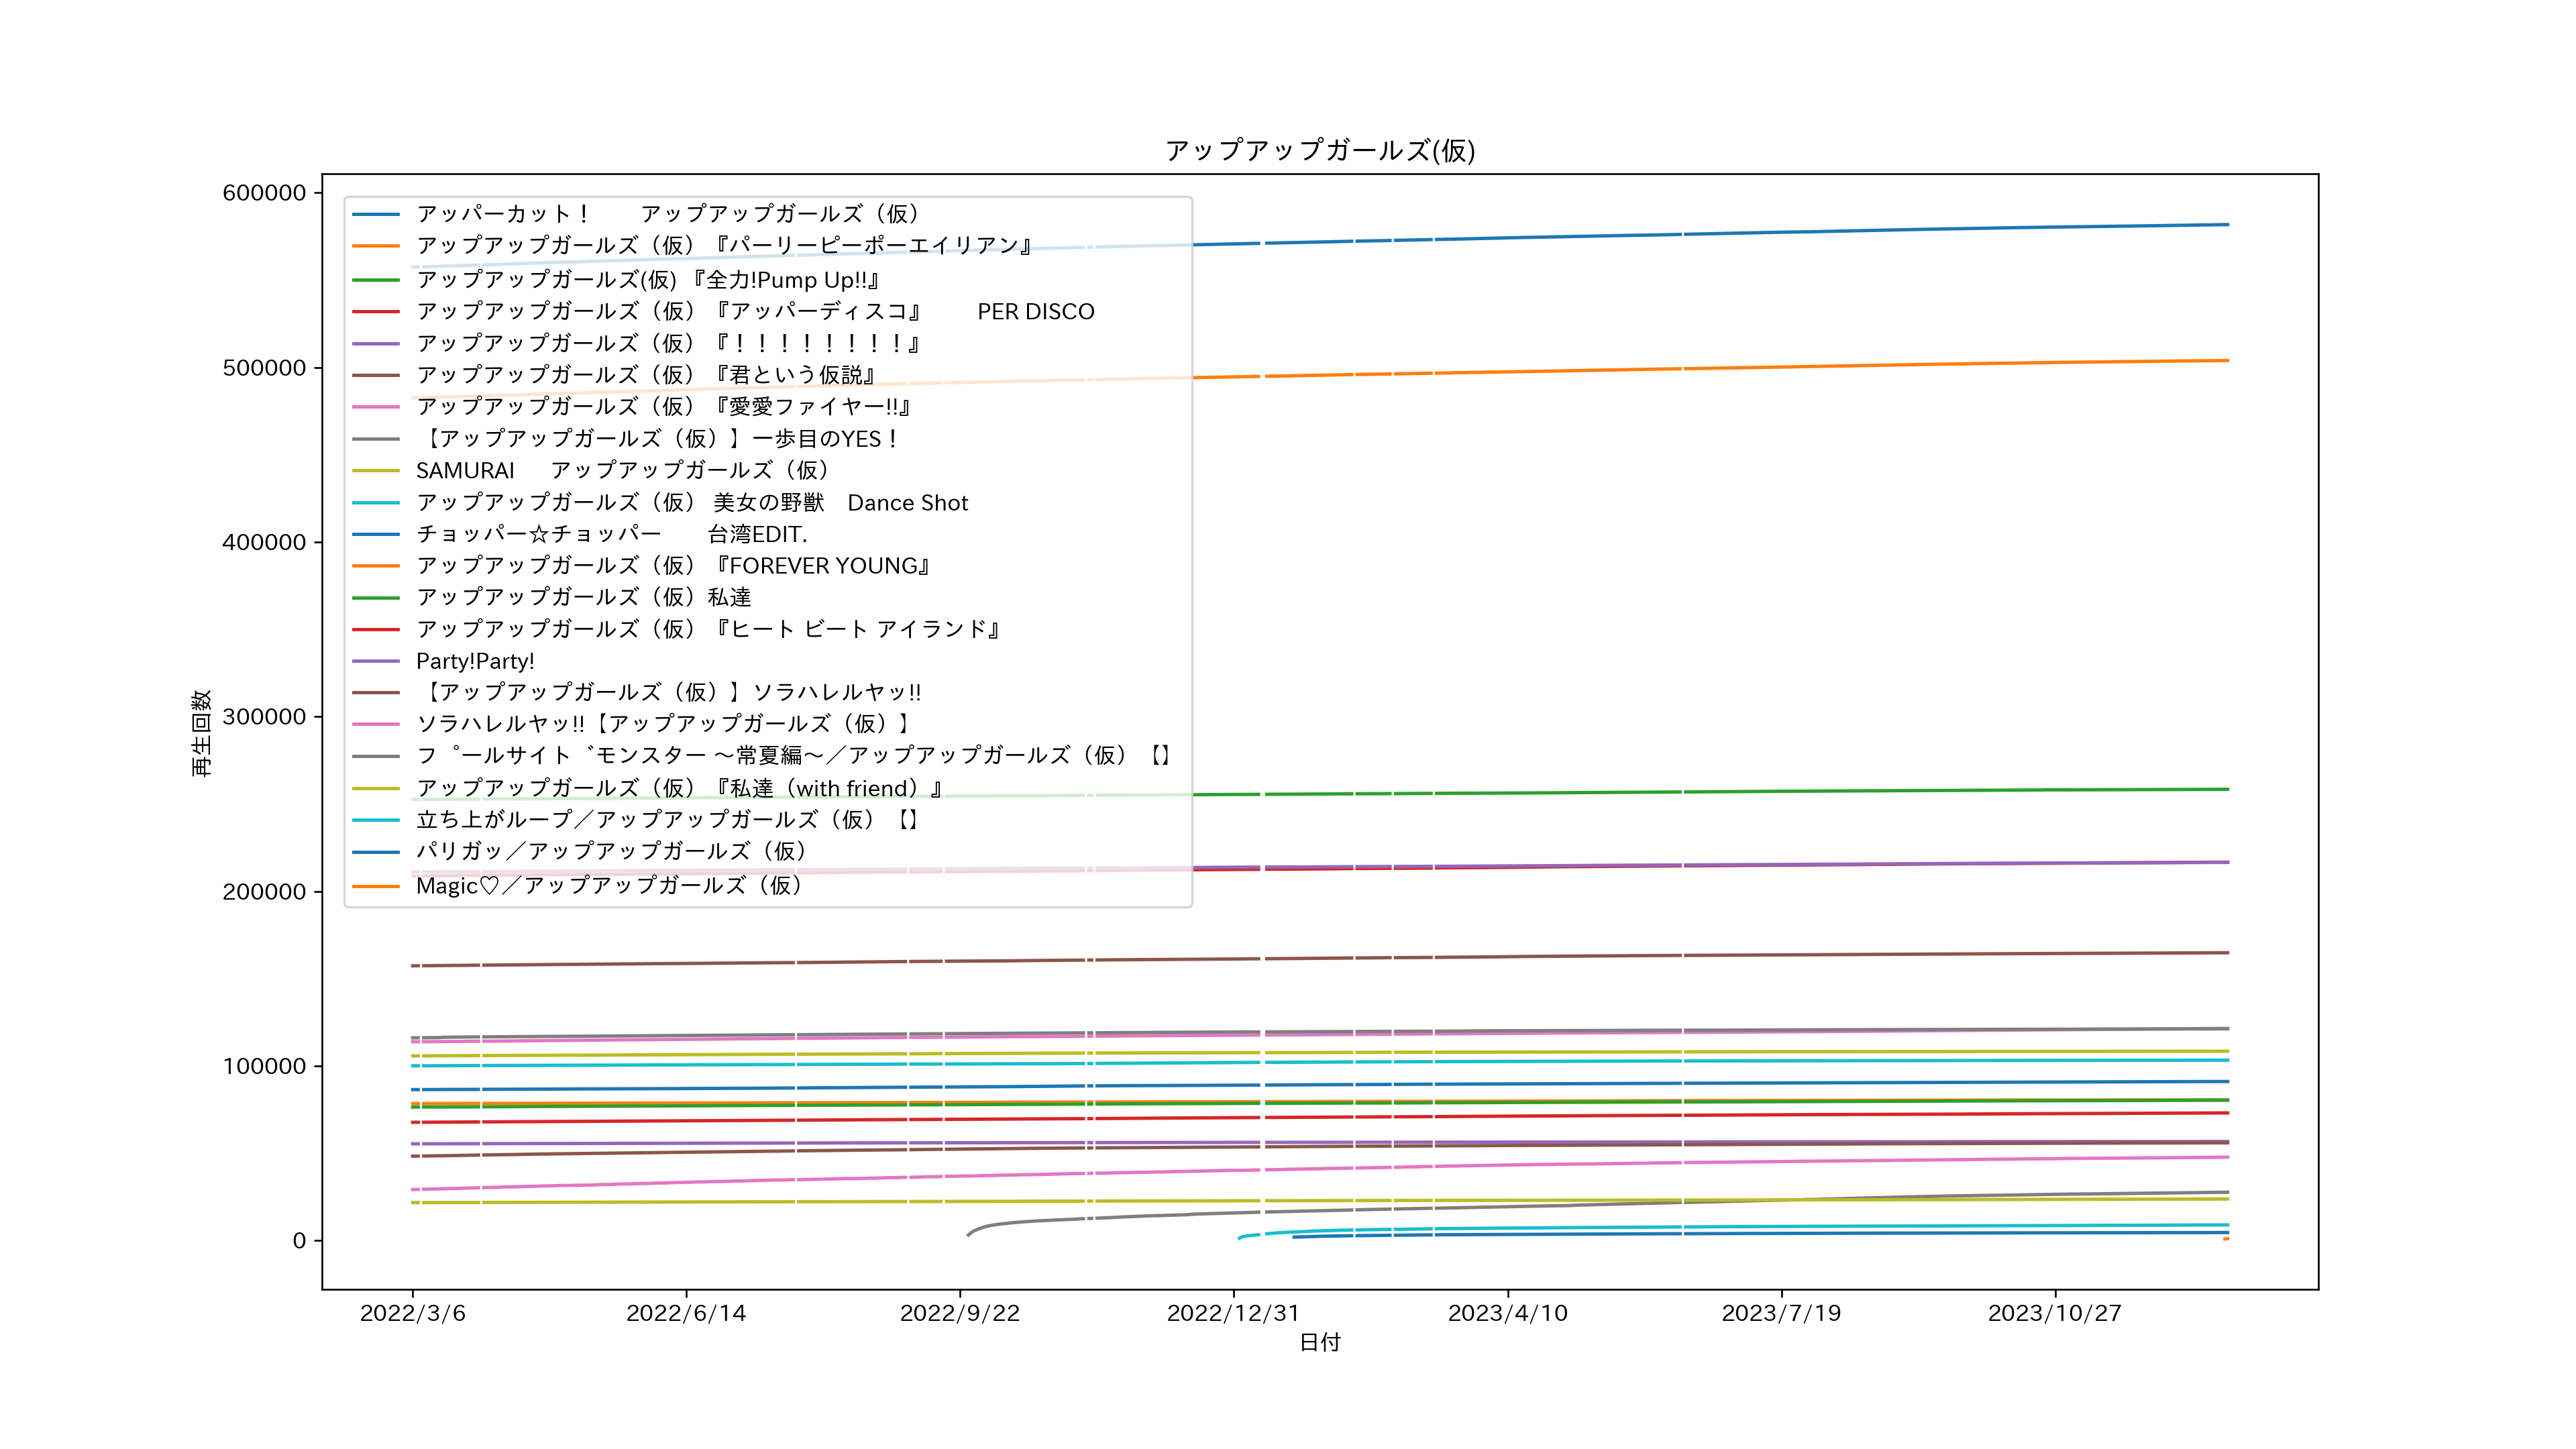 アップアップガールズ(仮)
600000
500000
400000
300000
200000
100000
0
再生回数
アッパーカット！　　アップアップガールズ（仮）
アップアップガールズ（仮）『パーリーピーポーエイリアン』
アップアップガールズ(仮) 『全力!Pump Up!!』
アップアップガールズ（仮）『アッパーディスコ』　　PER DISCO
アップアップガールズ（仮）『！！！！！！！！』
アップアップガールズ（仮）『君という仮説』
アップアップガールズ（仮）『愛愛ファイヤー!!』
【アップアップガールズ（仮）】一歩目のYES！
SAMURAI　 アップアップガールズ（仮）
アップアップガールズ（仮） 美女の野獣　Dance Shot
チョッパー☆チョッパー　　台湾EDIT.
アップアップガールズ（仮）『FOREVER YOUNG』
アップアップガールズ（仮）私達
アップアップガールズ（仮）『ヒート ビート アイランド』
Party!Party!
【アップアップガールズ（仮）】ソラハレルヤッ!!
ソラハレルヤッ!!【アップアップガールズ（仮）】
フ゜ールサイト゛モンスター 〜常夏編〜／アップアップガールズ（仮）【】
アップアップガールズ（仮）『私達（with friend）』
立ち上がループ／アップアップガールズ（仮）【】
パリガッ／アップアップガールズ（仮）
Magic♡／アップアップガールズ（仮）
2022/3/6
2022/6/14
2022/9/22
2022/12/31
2023/4/10
2023/7/19
2023/10/27
日付